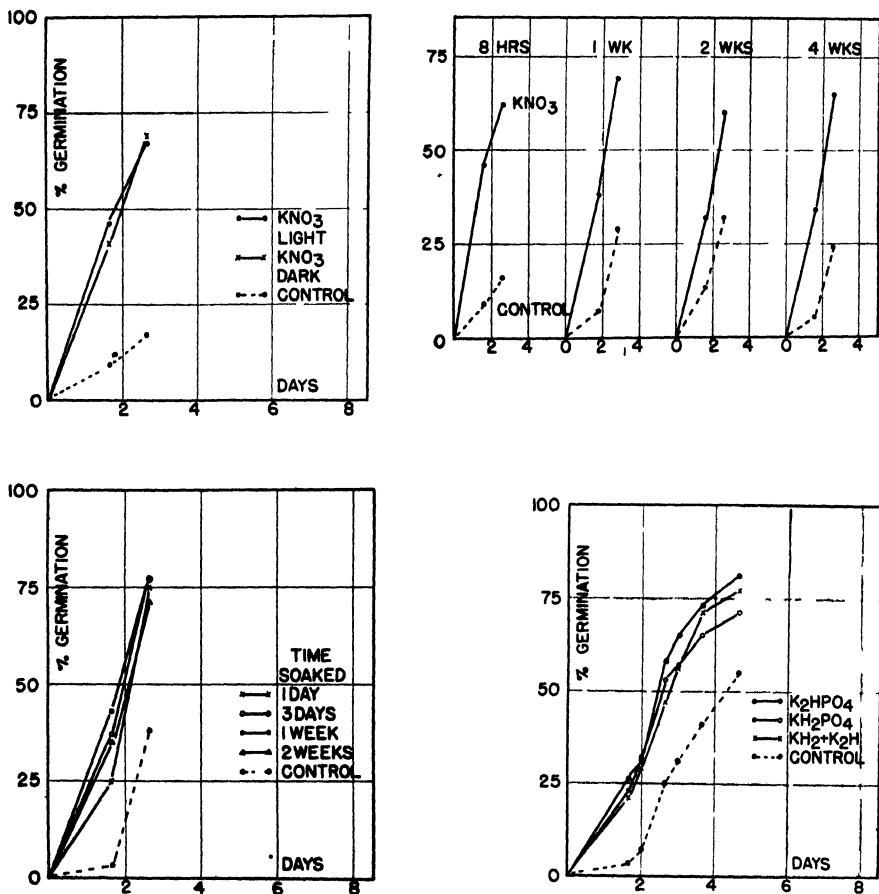 100
75
50
25
0
% GERMINATION
KNO3
LIGHT
KNO3
DARK
CONTROL
DAYS
2
4
6
8
75
50
25
0
8 HRS
1 WK
2 WKS
4 WKS
KNO3
CONTROL
2 4 0 2 4 0 2 4 0 2 4
100
75
50
25
0
% GERMINATION
TIME
SOAKED
1 DAY
3 DAYS
1 WEEK
2 WEEKS
CONTROL
DAYS
2
4
6
8
100
75
50
25
0
% GERMINATION
K2HPO4
KH2PO4
KH2+K2H
CONTROL
DAYS
2
4
6
8